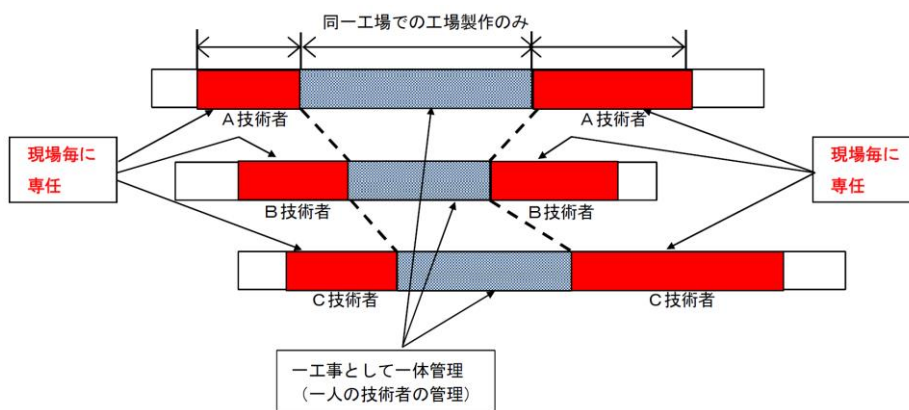 同一工場での工場製作のみ
A技術者
A技術者
現場毎に
専任
現場毎に
専任
B技術者
B技術者
C技術者
C技術者
一工事として一体管理
（一人の技術者の管理）